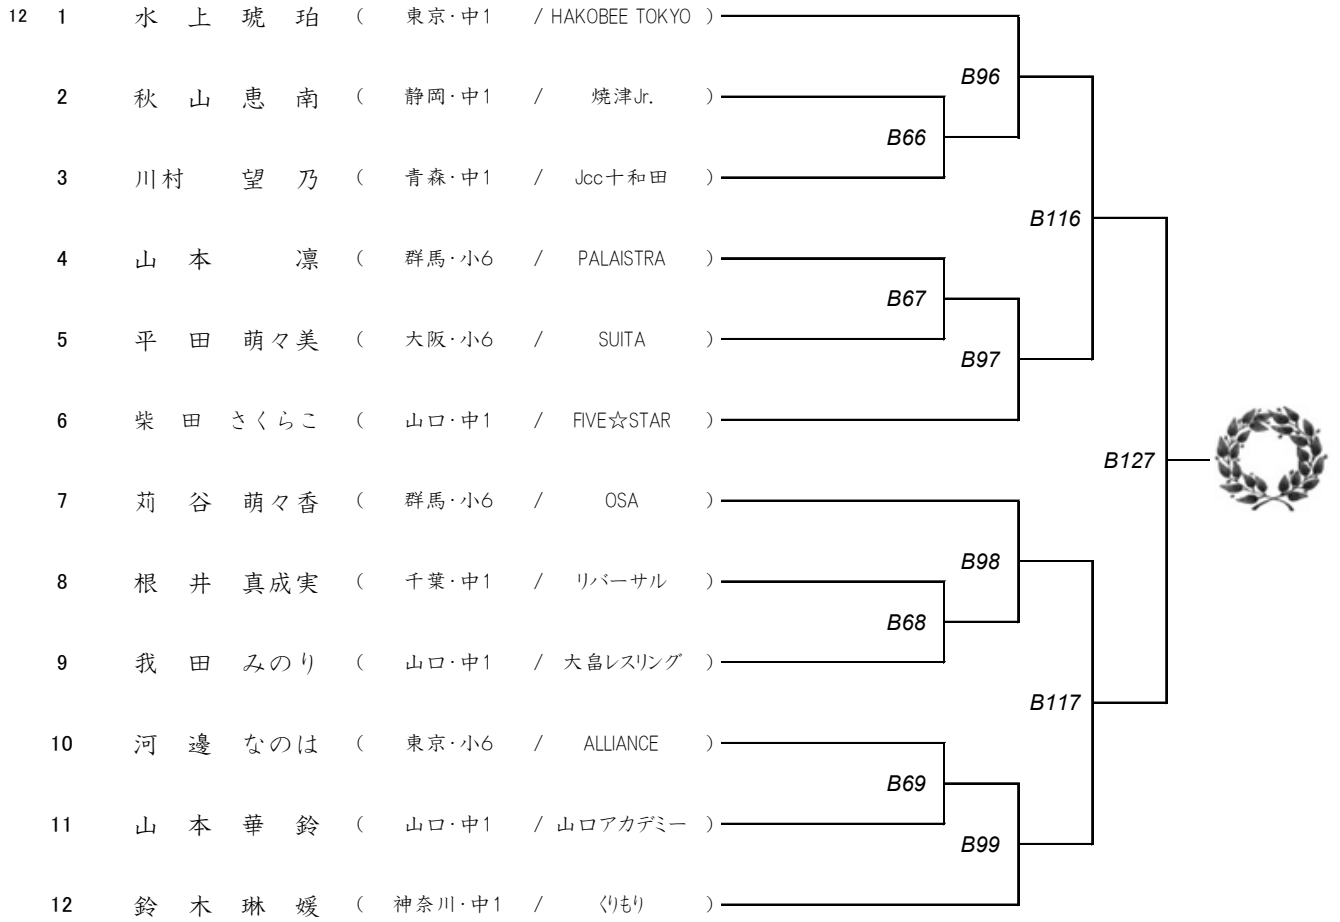 12 1 水上琥珀 ( 東京・中1 / HAKOBEE TOKYO )
B96
2 秋山恵南 ( 静岡・中1 / 焼津Jr. )
B66
3 川村望乃 ( 青森・中1 / Jcc十和田 )
B116
4 山本凛 ( 群馬・小6 / PALAISTRA )
B67
5 平田萌々美 ( 大阪・小6 / SUITA )
B97
6 柴田さくらこ ( 山口・中1 / FIVE☆STAR )
B127
7 苅谷萌々香 ( 群馬・小6 / OSA )
B98
8 根井真成実 ( 千葉・中1 / リバーサル )
B68
9 我田みのり ( 山口・中1 / 大畠レスリング )
B117
10 河邊なのは ( 東京・小6 / ALLIANCE )
B69
11 山本華鈴 ( 山口・中1 / 山口アカデミー )
B99
12 鈴木琳媛 ( 神奈川・中1 / くりもり )